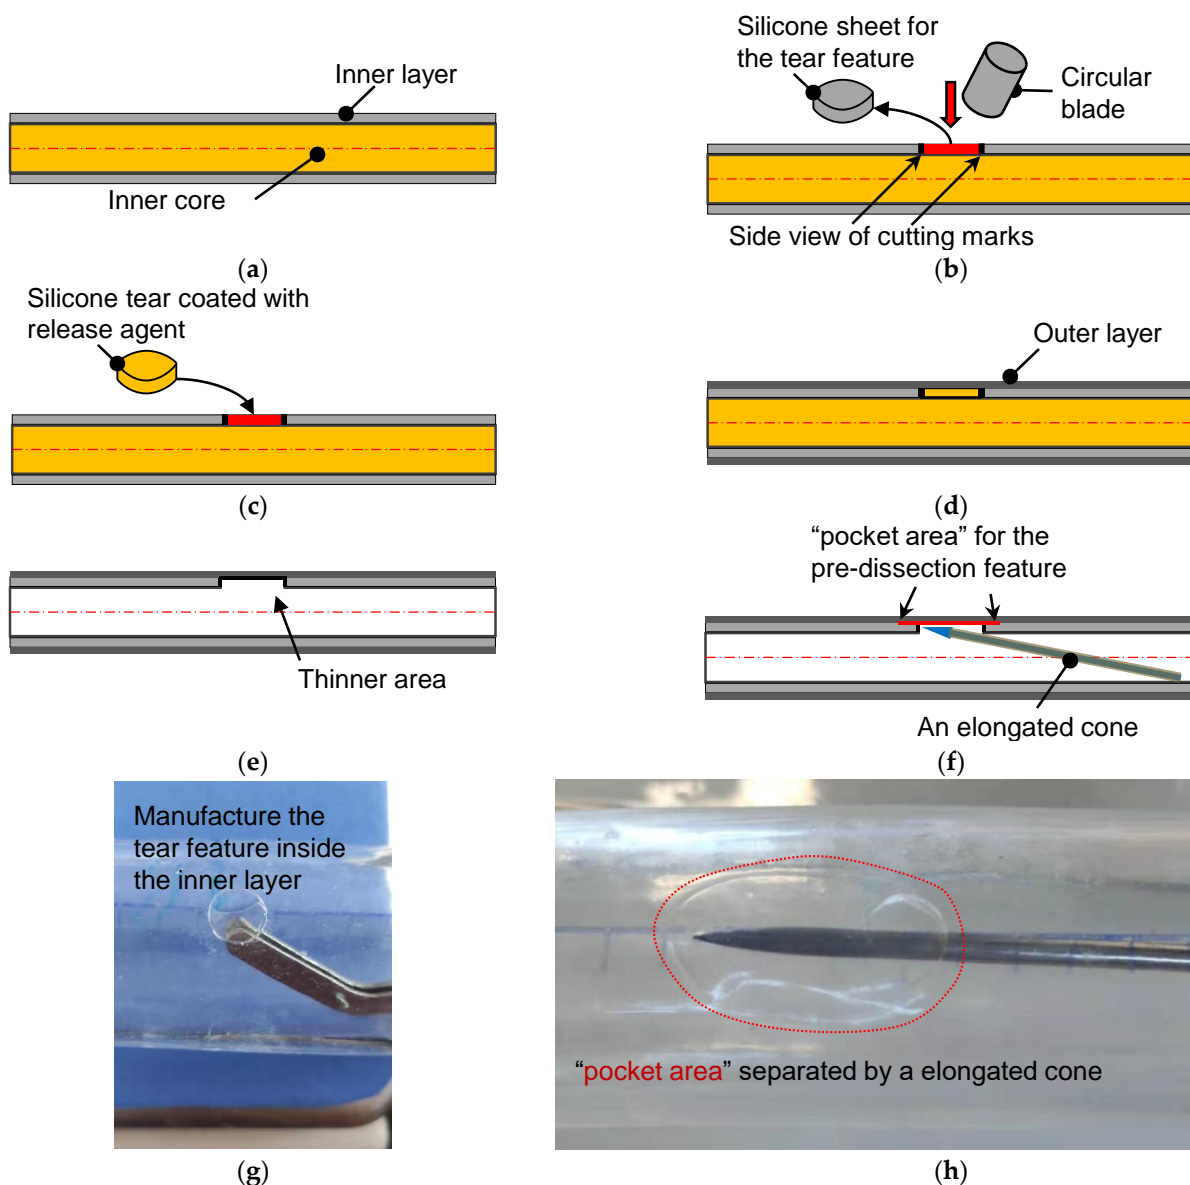 Inner layer
Inner core
(a)
Silicone sheet for
the tear feature
Circular
blade
Side view of cutting marks
(b)
Silicone tear coated with
release agent
(c)
Outer layer
(d)
Thinner area
(e)
“pocket area” for the
pre-dissection feature
An elongated cone
(f)
Manufacture the
tear feature inside
the inner layer
(g)
“pocket area” separated by a elongated cone
(h)